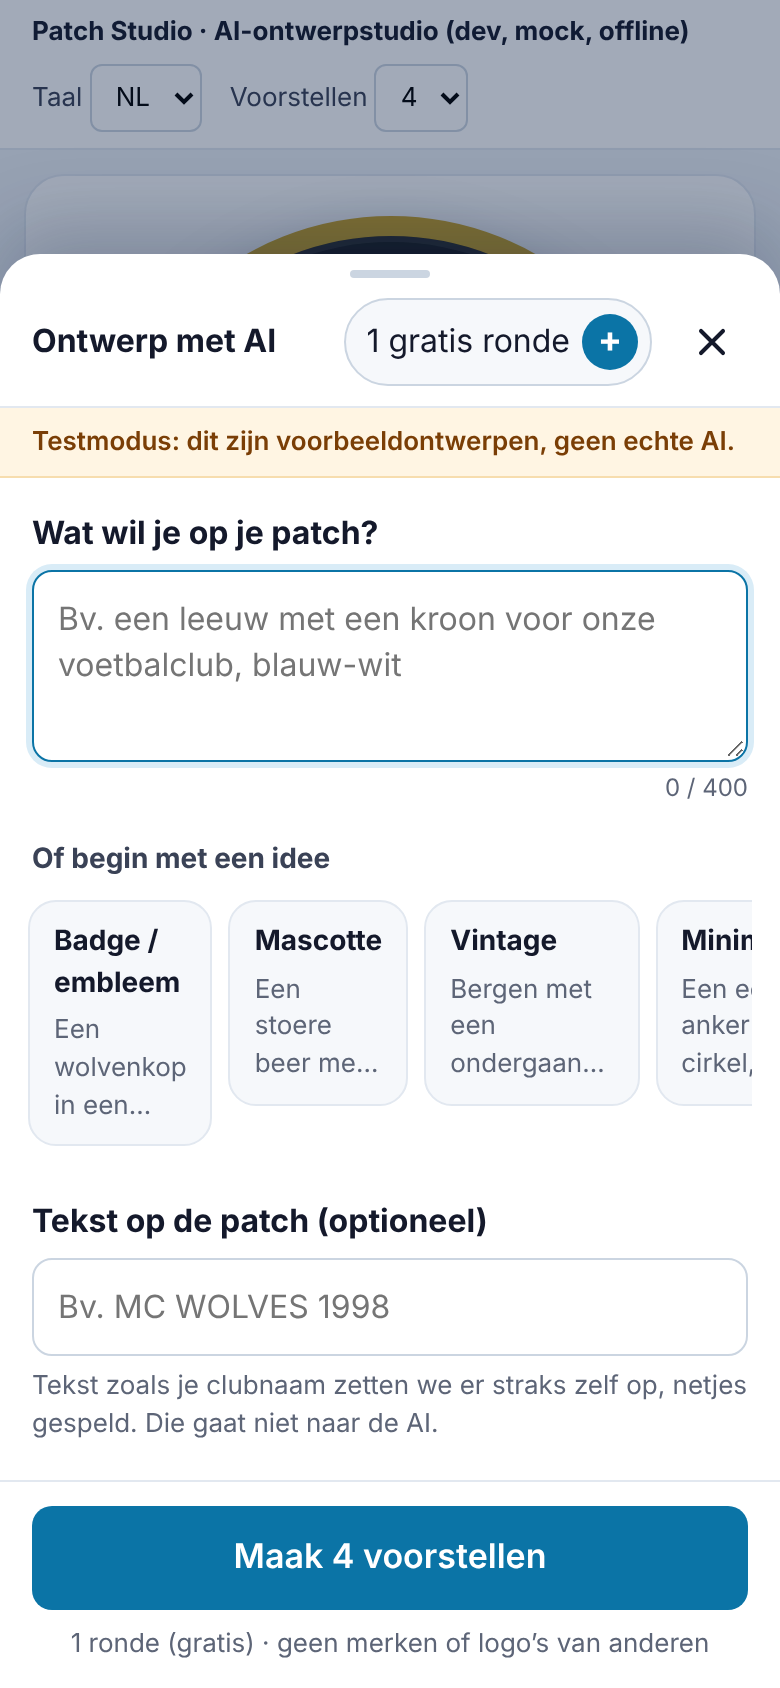 Patch Studio · AI-ontwerpstudio (dev, mock, offline)
Taal NL Voorstellen 4
Ontwerp met AI 1 gratis ronde +
Testmodus: dit zijn voorbeeldontwerpen, geen echte AI.
Wat wil je op je patch?
Bv. een leeuw met een kroon voor onze
voetbalclub, blauw-wit
0 / 400
Of begin met een idee
Badge /
embleem
Een
wolvenkop
in een…
Mascotte
Een
stoere
beer me…
Vintage
Bergen met
een
ondergaan…
Een
anker
cirkel,
Tekst op de patch (optioneel)
Bv. MC WOLVES 1998
Tekst zoals je clubnaam zetten we er straks zelf op, netjes
gespeld. Die gaat niet naar de AI.
Maak 4 voorstellen
1 ronde (gratis) · geen merken of logo’s van anderen